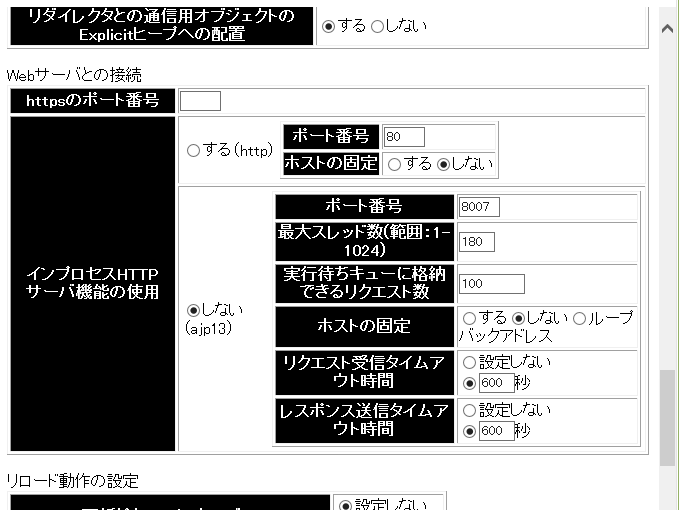 リダイレクタとの通信用オブジェクトの
Explicitヒープへの配置
する しない
Webサーバとの接続
httpsのポート番号
インプロセスHTTP
サーバ機能の使用
する(http)
ポート番号 80
ホストの固定 する しない
しない
(ajp13)
ポート番号 8007
最大スレッド数(範囲:1-
1024)
180
実行待ちキューに格納
できるリクエスト数
100
ホストの固定
する しない ループ
バックアドレス
リクエスト受信タイムア
ウト時間
設定しない
600秒
レスポンス送信タイムア
ウト時間
設定しない
600秒
リロード動作の設定
設定しない